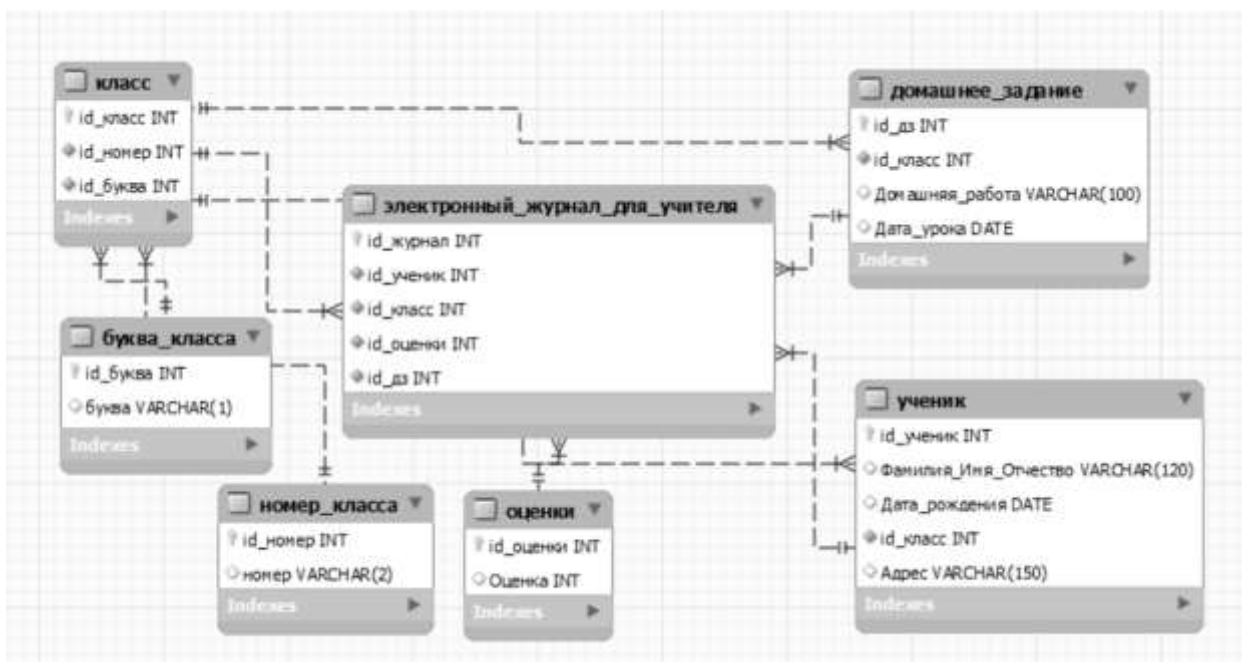 класс
id_класс INT
id_номер INT
id_буква INT
Indexes
домашнее_задание
id_дз INT
id_класс INT
Домашняя_работа VARCHAR(100)
Дата_урока DATE
Indexes
электронный_журнал_для_учителя
id_журнал INT
id_ученик INT
id_класс INT
id_оценки INT
id_дз INT
Indexes
буква_класса
id_буква INT
буква VARCHAR(1)
Indexes
ученик
id_ученик INT
Фамилия_Имя_Отчество VARCHAR(120)
Дата_рождения DATE
id_класс INT
Адрес VARCHAR(150)
Indexes
номер_класса
id_номер INT
номер VARCHAR(2)
Indexes
оценки
id_оценки INT
Оценка INT
Indexes